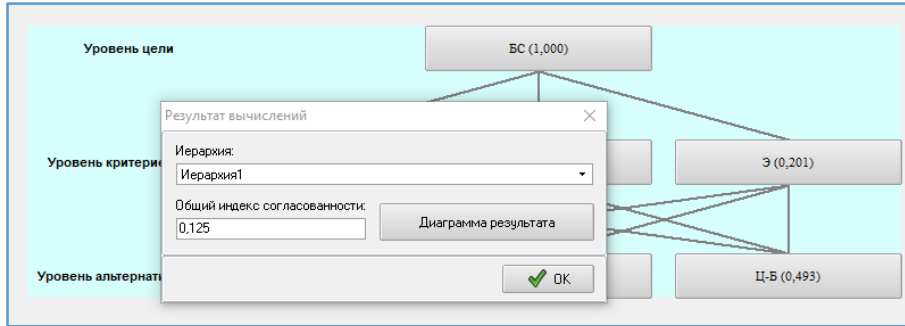 Уровень цели
БС (1,000)
Результат вычислений
Иерархия:
Иерархия1
Уровень критерие
Э (0,201)
Общий индекс согласованности:
0,125
Диаграмма результата
Уровень альтернати
Ц-Б (0,493)
OK